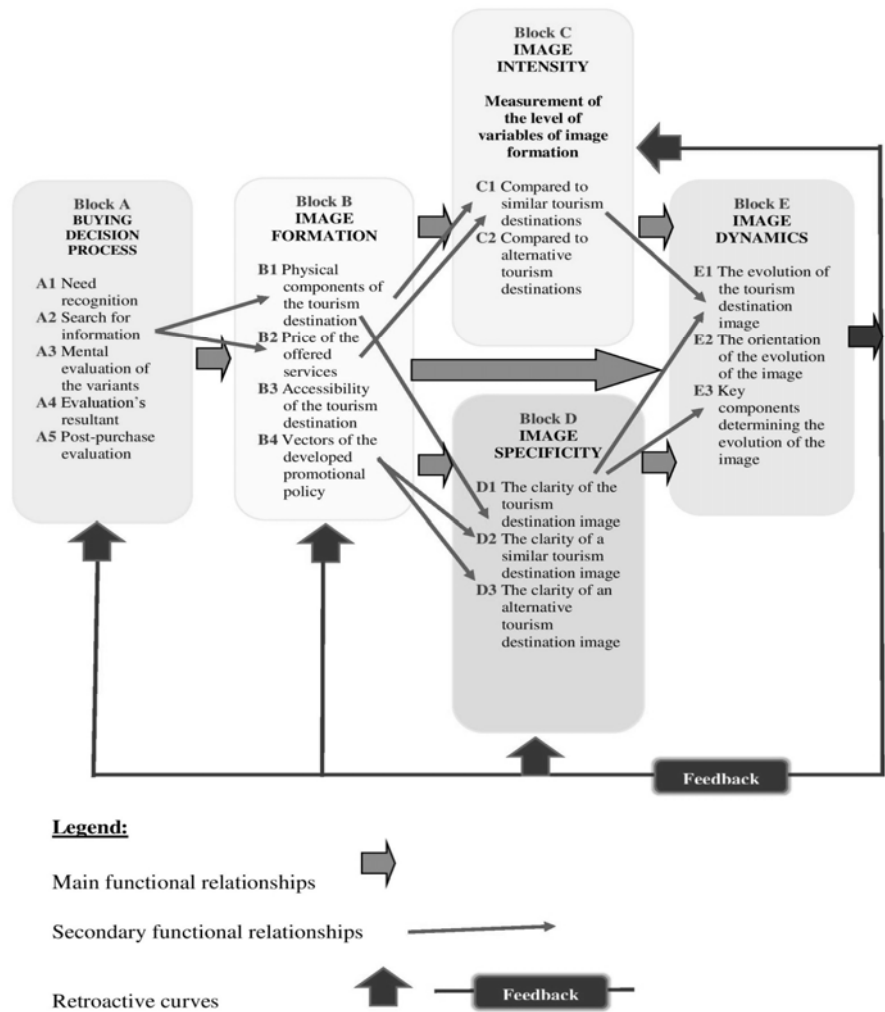 Block A
BUYING
DECISION
PROCESS
A1 Need
recognition
A2 Search for
information
A3 Mental
evaluation of
the variants
A4 Evaluation's
resultant
A5 Post-purchase
evaluation
Block B
IMAGE
FORMATION
B1 Physical
components of
the tourism
destination
B2 Price of the
offered
services
B3 Accessibility
of the tourism
destination
B4 Vectors of the
developed
promotional
policy
Block C
IMAGE
INTENSITY
Measurement of
the level of
variables of image
formation
C1 Compared to
similar tourism
destinations
C2 Compared to
alternative
tourism
destinations
Block D
IMAGE
SPECIFICITY
D1 The clarity of the
tourism
destination image
D2 The clarity of a
similar tourism
destination image
D3 The clarity of an
alternative
tourism
destination image
Block E
IMAGE
DYNAMICS
E1 The evolution of
the tourism
destination
image
E2 The orientation
of the evolution
of the image
E3 Key
components
determining the
evolution of the
image
Feedback
Legend:
Main functional relationships
Secondary functional relationships
Retroactive curves
Feedback